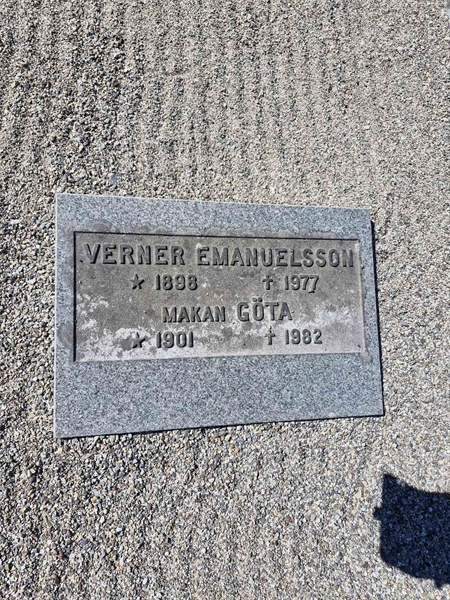 VERNER EMANUELSSON
★ 1898 † 1977
MAKAN GÖTA
★ 1901 † 1982